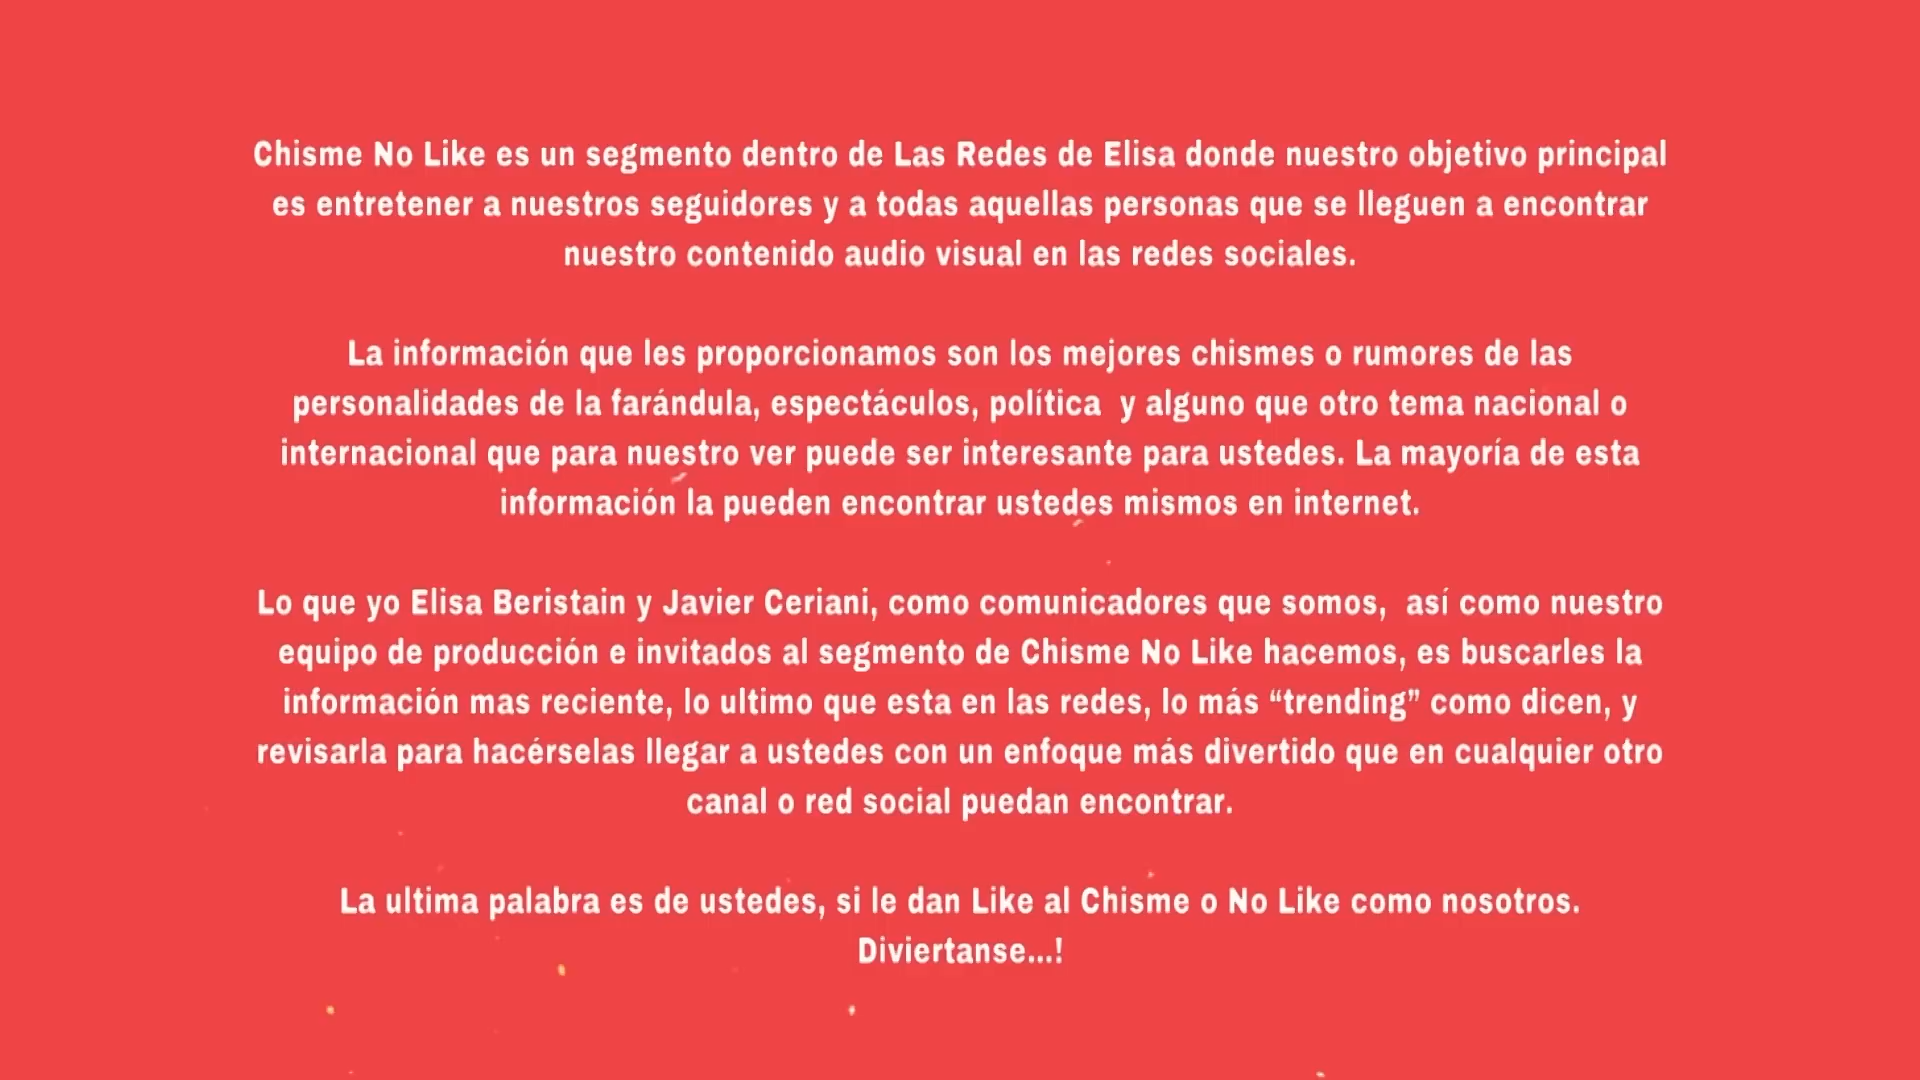 Chisme No Like es un segmento dentro de Las Redes de Elisa donde nuestro objetivo principal
es entretener a nuestros seguidores y a todas aquellas personas que se lleguen a encontrar
nuestro contenido audio visual en las redes sociales.
La información que les proporcionamos son los mejores chismes o rumores de las
personalidades de la farándula, espectáculos, política y alguno que otro tema nacional o
internacional que para nuestro ver puede ser interesante para ustedes. La mayoría de esta
información la pueden encontrar ustedes mismos en internet.
Lo que yo Elisa Beristain y Javier Ceriani, como comunicadores que somos, así como nuestro
equipo de producción e invitados al segmento de Chisme No Like hacemos, es buscarles la
información mas reciente, lo ultimo que esta en las redes, lo más “trending” como dicen, y
revisarla para hacérselas llegar a ustedes con un enfoque más divertido que en cualquier otro
canal o red social puedan encontrar.
La ultima palabra es de ustedes, si le dan Like al Chisme o No Like como nosotros.
Diviertanse...!